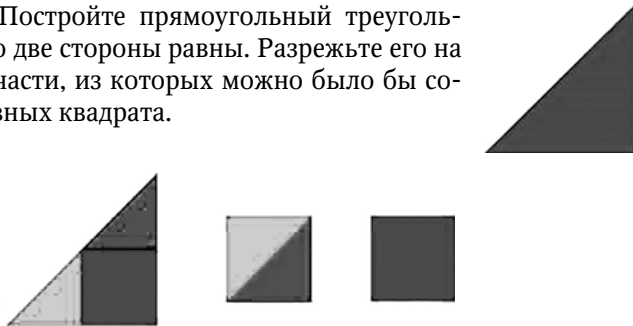 Постройте прямоугольный треуголь-
о две стороны равны. Разрежьте его на
части, из которых можно было бы со-
вных квадрата.